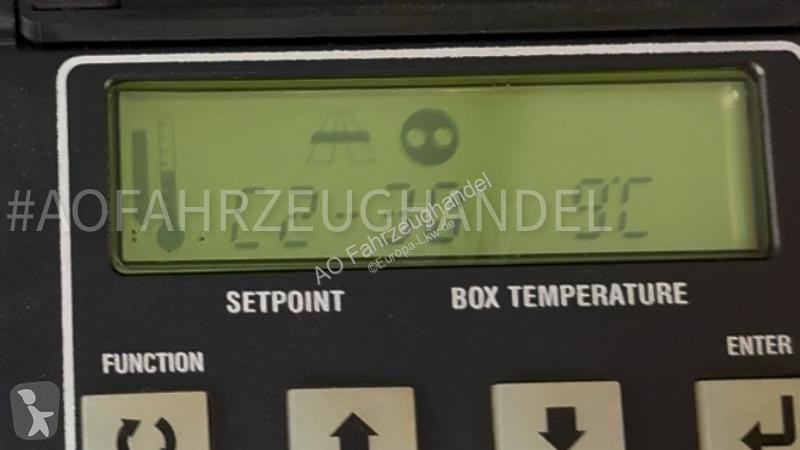 #AOFAHRZEUGHANDEL
AO Fahrzeughandel
©Europa-Lkw.de
SETPOINT
BOX TEMPERATURE
FUNCTION
ENTER